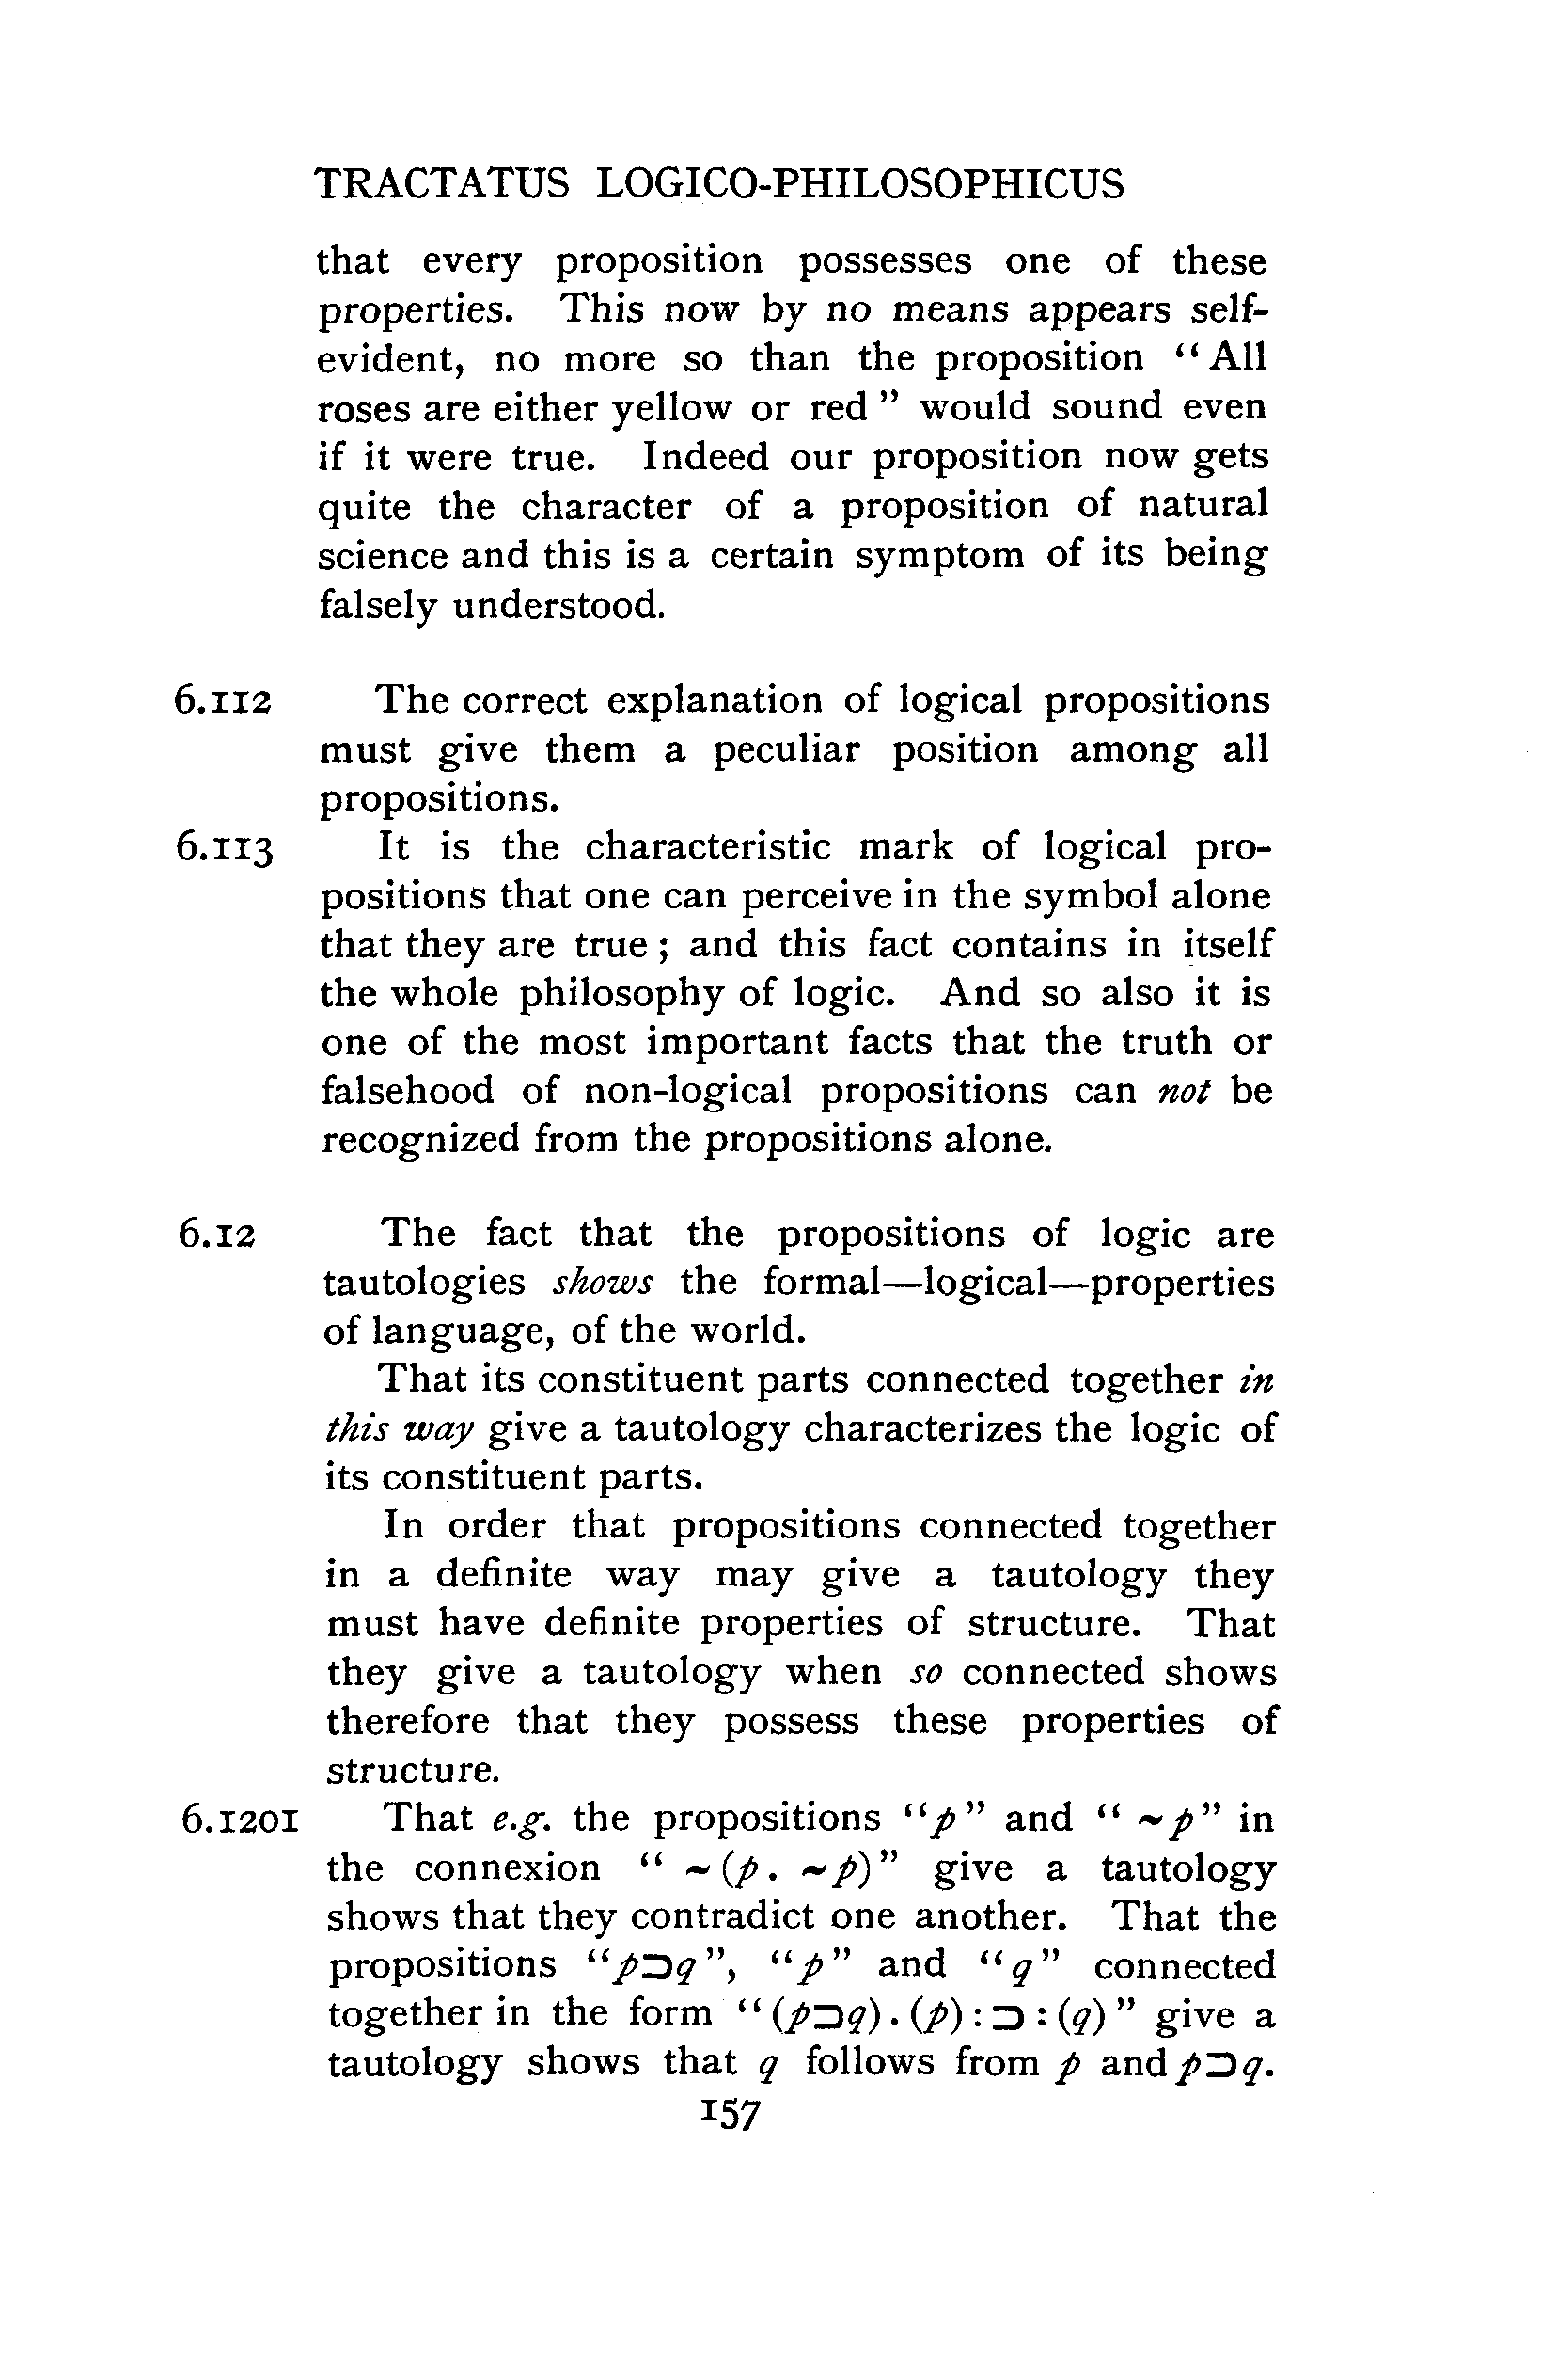 TRACTATUS LOGICO-PHILOSOPHICUS
that every proposition possesses one of these
properties. This now by no means appears self-
evident, no more so than the proposition “All
roses are either yellow or red” would sound even
if it were true. Indeed our proposition now gets
quite the character of a proposition of natural
science and this is a certain symptom of its being
falsely understood.
6.112 The correct explanation of logical propositions
must give them a peculiar position among all
propositions.
6.113 It is the characteristic mark of logical pro-
positions that one can perceive in the symbol alone
that they are true; and this fact contains in itself
the whole philosophy of logic. And so also it is
one of the most important facts that the truth or
falsehood of non-logical propositions can not be
recognized from the propositions alone.
6.12 The fact that the propositions of logic are
tautologies shows the formal—logical—properties
of language, of the world.
That its constituent parts connected together in
this way give a tautology characterizes the logic of
its constituent parts.
In order that propositions connected together
in a definite way may give a tautology they
must have definite properties of structure. That
they give a tautology when so connected shows
therefore that they possess these properties of
structure.
6.1201 That e.g. the propositions “p” and “~p” in
the connexion “~(p . ~p)” give a tautology
shows that they contradict one another. That the
propositions “p⊃q”, “p” and “q” connected
together in the form “(p⊃q) . (p) : ⊃ : (q)” give a
tautology shows that q follows from p and p⊃q.
157